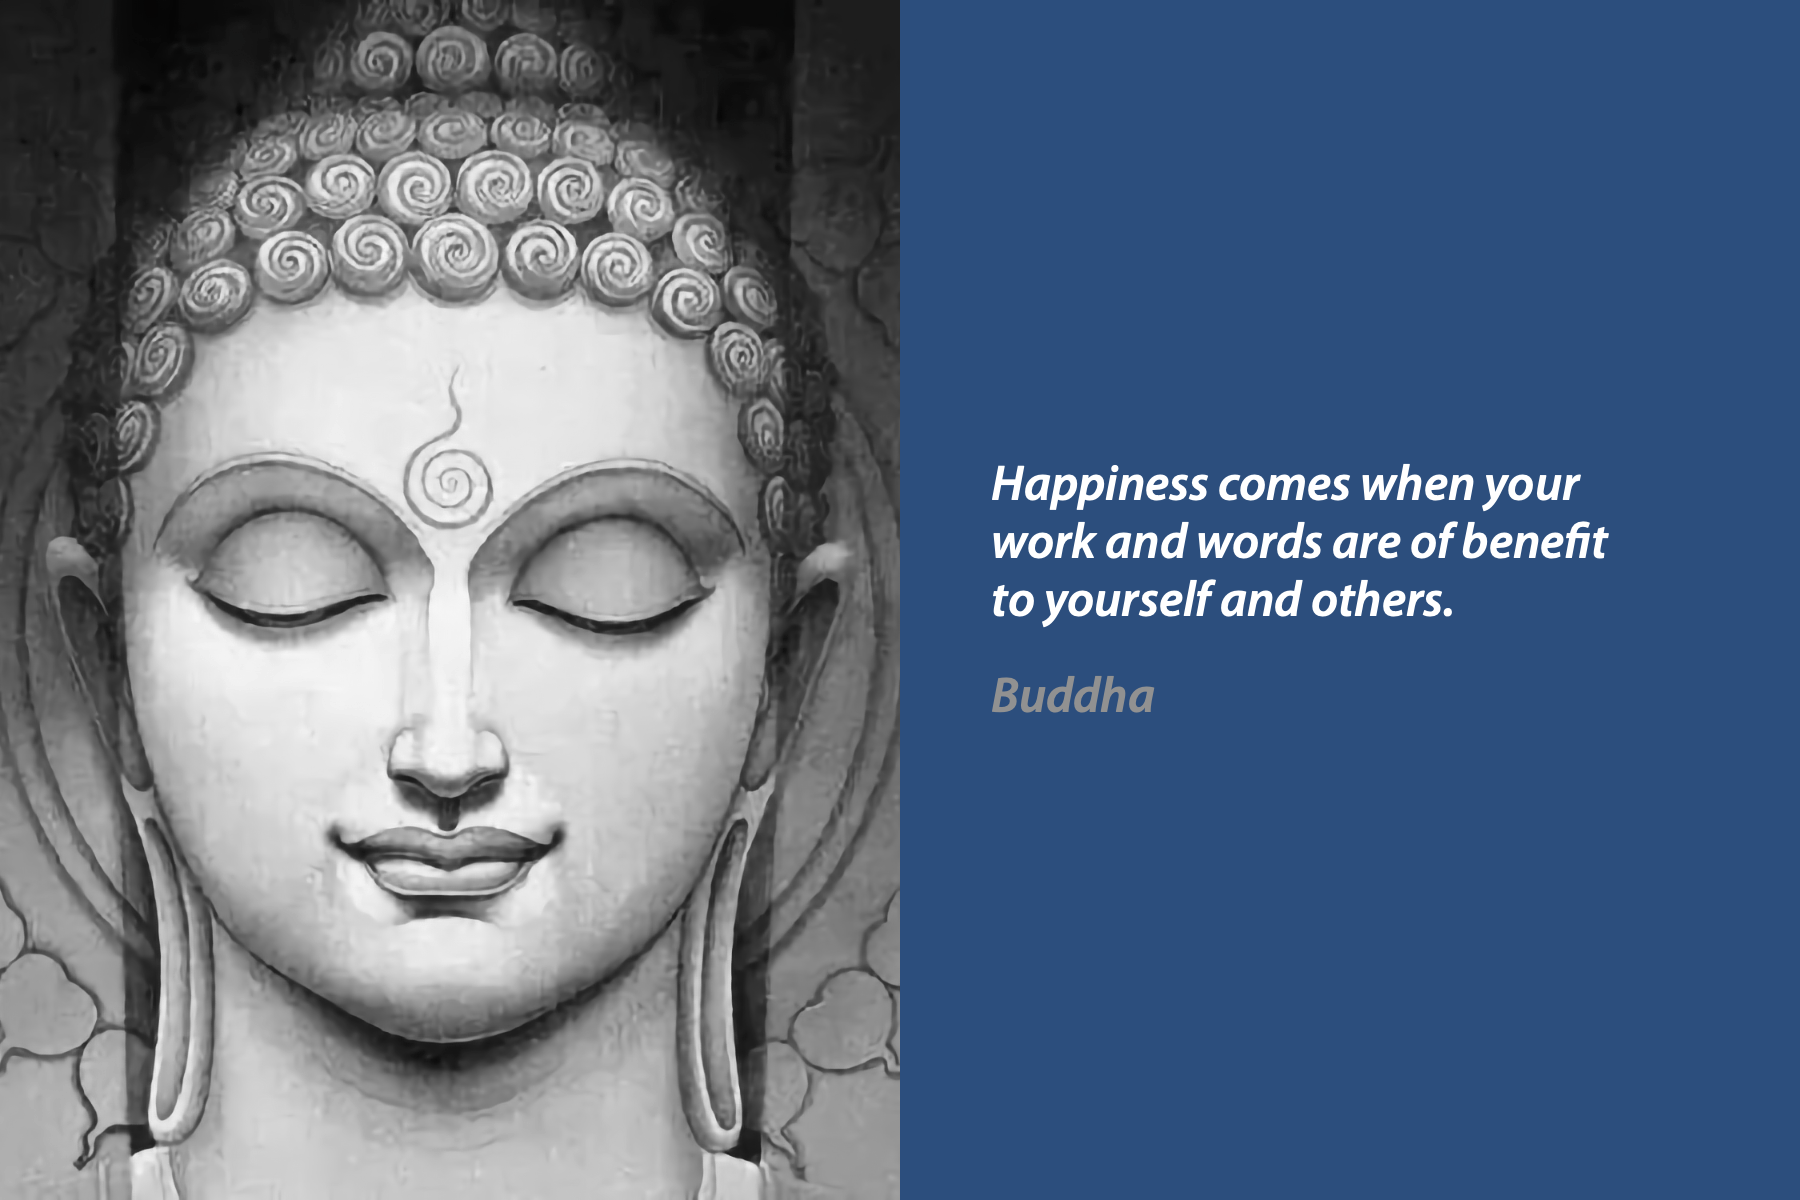 Happiness comes when your
work and words are of benefit
to yourself and others.
Buddha